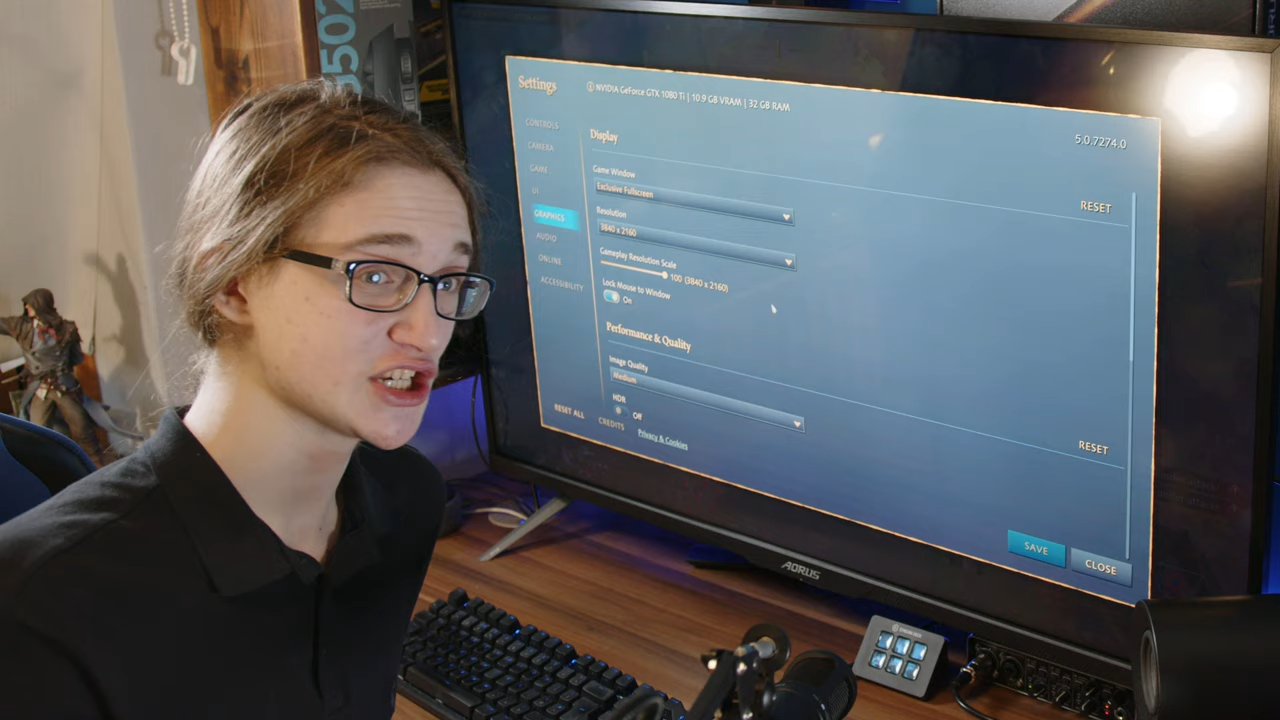 G502
Settings
NVIDIA GeForce GTX 1080 Ti | 10.9 GB VRAM | 32 GB RAM
5.0.7274.0
CONTROLS
CAMERA
GAME
UI
GRAPHICS
AUDIO
ONLINE
ACCESSIBILITY
Display
RESET
Game Window
Exclusive Fullscreen
Resolution
3840 x 2160
Gameplay Resolution Scale
100 (3840 x 2160)
Lock Mouse to Window
On
Performance & Quality
RESET
Image Quality
Medium
HDR
Off
RESET ALL
CREDITS
Privacy & Cookies
SAVE
CLOSE
AORUS